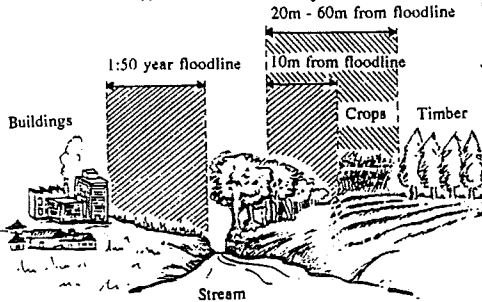 20m - 60m from floodline
1:50 year floodline
10m from floodline
Buildings
Crops
Timber
Stream